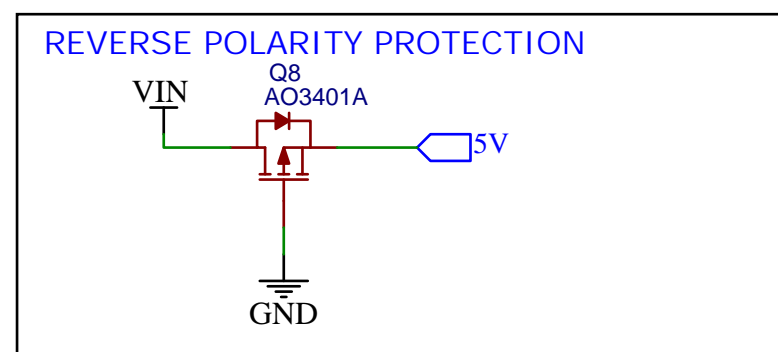 REVERSE POLARITY PROTECTION
Q8
AO3401A
VIN
5V
GND